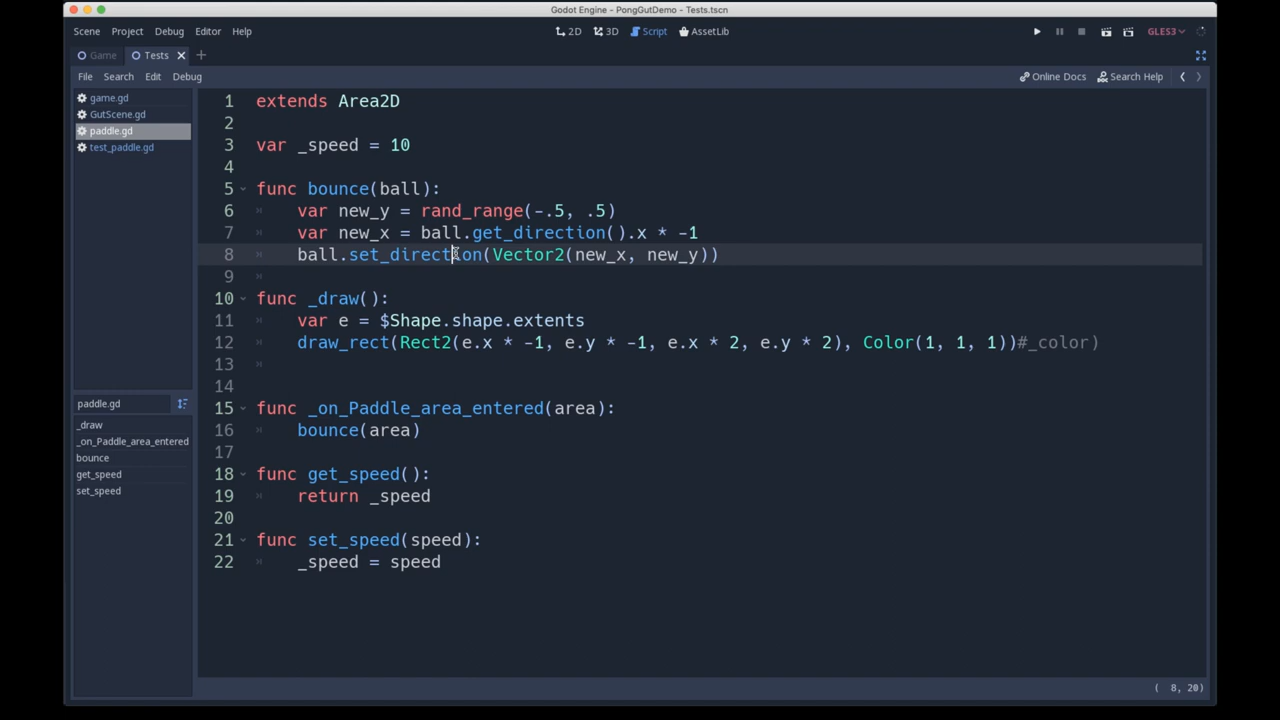 Godot Engine - PongGutDemo - Tests.tscn
Scene Project Debug Editor Help 2D 3D Script AssetLib GLES3
Game Tests
File Search Edit Debug Online Docs Search Help
game.gd
GutScene.gd
paddle.gd
test_paddle.gd
paddle.gd
_draw
_on_Paddle_area_entered
bounce
get_speed
set_speed
1 extends Area2D
2
3 var _speed = 10
4
5 func bounce(ball):
6 var new_y = rand_range(-.5, .5)
7 var new_x = ball.get_direction().x * -1
8 ball.set_direction(Vector2(new_x, new_y))
9
10 func _draw():
11 var e = $Shape.shape.extents
12 draw_rect(Rect2(e.x * -1, e.y * -1, e.x * 2, e.y * 2), Color(1, 1, 1))#_color)
13
14
15 func _on_Paddle_area_entered(area):
16 bounce(area)
17
18 func get_speed():
19 return _speed
20
21 func set_speed(speed):
22 _speed = speed
( 8, 20)